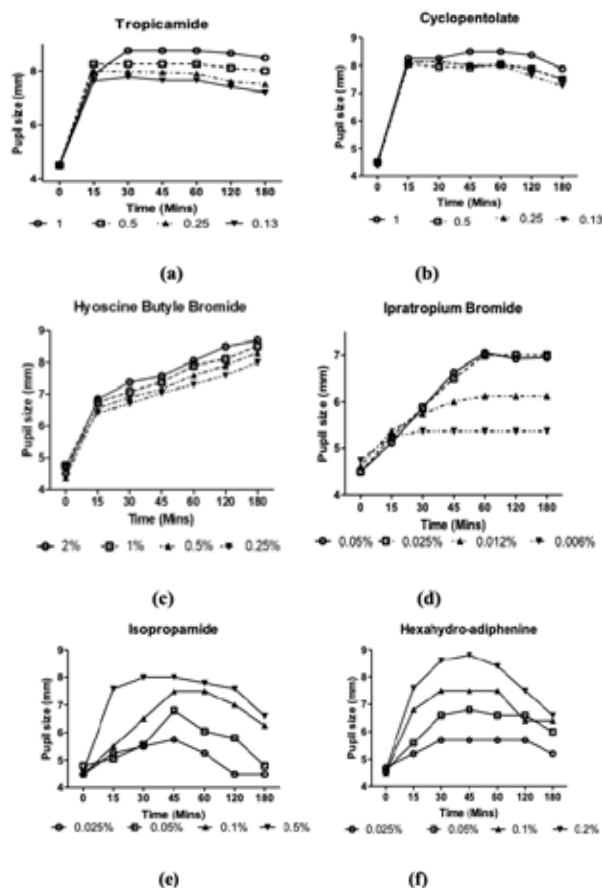 Tropicamide
Pupil size (mm)
8
6
4
0 15 30 45 60 120 180
Time (Mins)
1 0.5 0.25 0.13
(a)
Cyclopentolate
Pupil size (mm)
10
8
6
4
0 15 30 45 60 120 180
Time (Mins)
1 0.5 0.25 0.13
(b)
Hyoscine Butyle Bromide
Pupil size (mm)
9
8
7
6
5
4
0 15 30 45 60 120 180
Time (Mins)
2% 1% 0.5% 0.25%
(c)
Ipratropium Bromide
Pupil size (mm)
7
6
5
4
0 15 30 45 60 120 180
Time (Mins)
0.05% 0.025% 0.012% 0.006%
(d)
Isopropamide
Pupil size (mm)
9
8
7
6
5
4
0 15 30 45 60 120 180
Time (Mins)
0.025% 0.05% 0.1% 0.5%
(e)
Hexahydro-adiphenine
Pupil size (mm)
9
8
7
6
5
4
0 15 30 45 60 120 180
Time (Mins)
0.025% 0.05% 0.1% 0.2%
(f)